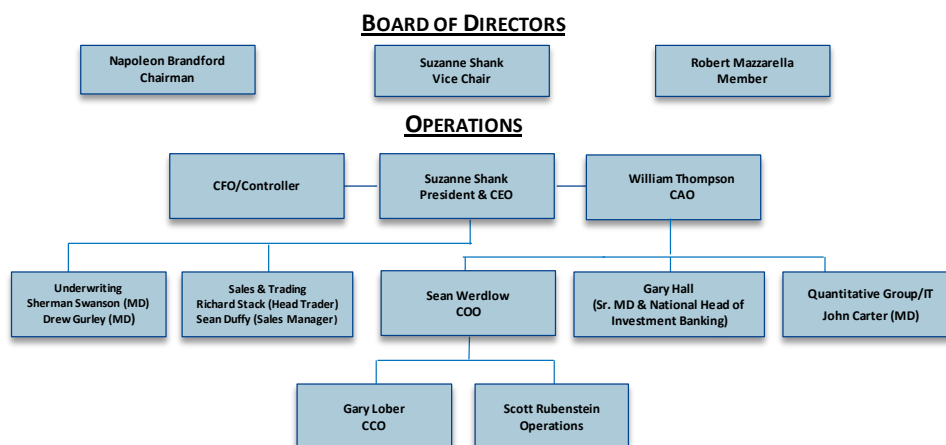 BOARD OF DIRECTORS
Napoleon Brandford
Chairman
Suzanne Shank
Vice Chair
Robert Mazzarella
Member
OPERATIONS
CFO/Controller
Suzanne Shank
President & CEO
William Thompson
CAO
Underwriting
Sherman Swanson (MD)
Drew Gurley (MD)
Sales & Trading
Richard Stack (Head Trader)
Sean Duffy (Sales Manager)
Sean Werdlow
COO
Gary Hall
(Sr. MD & National Head of
Investment Banking)
Quantitative Group/IT
John Carter (MD)
Gary Lober
CCO
Scott Rubenstein
Operations